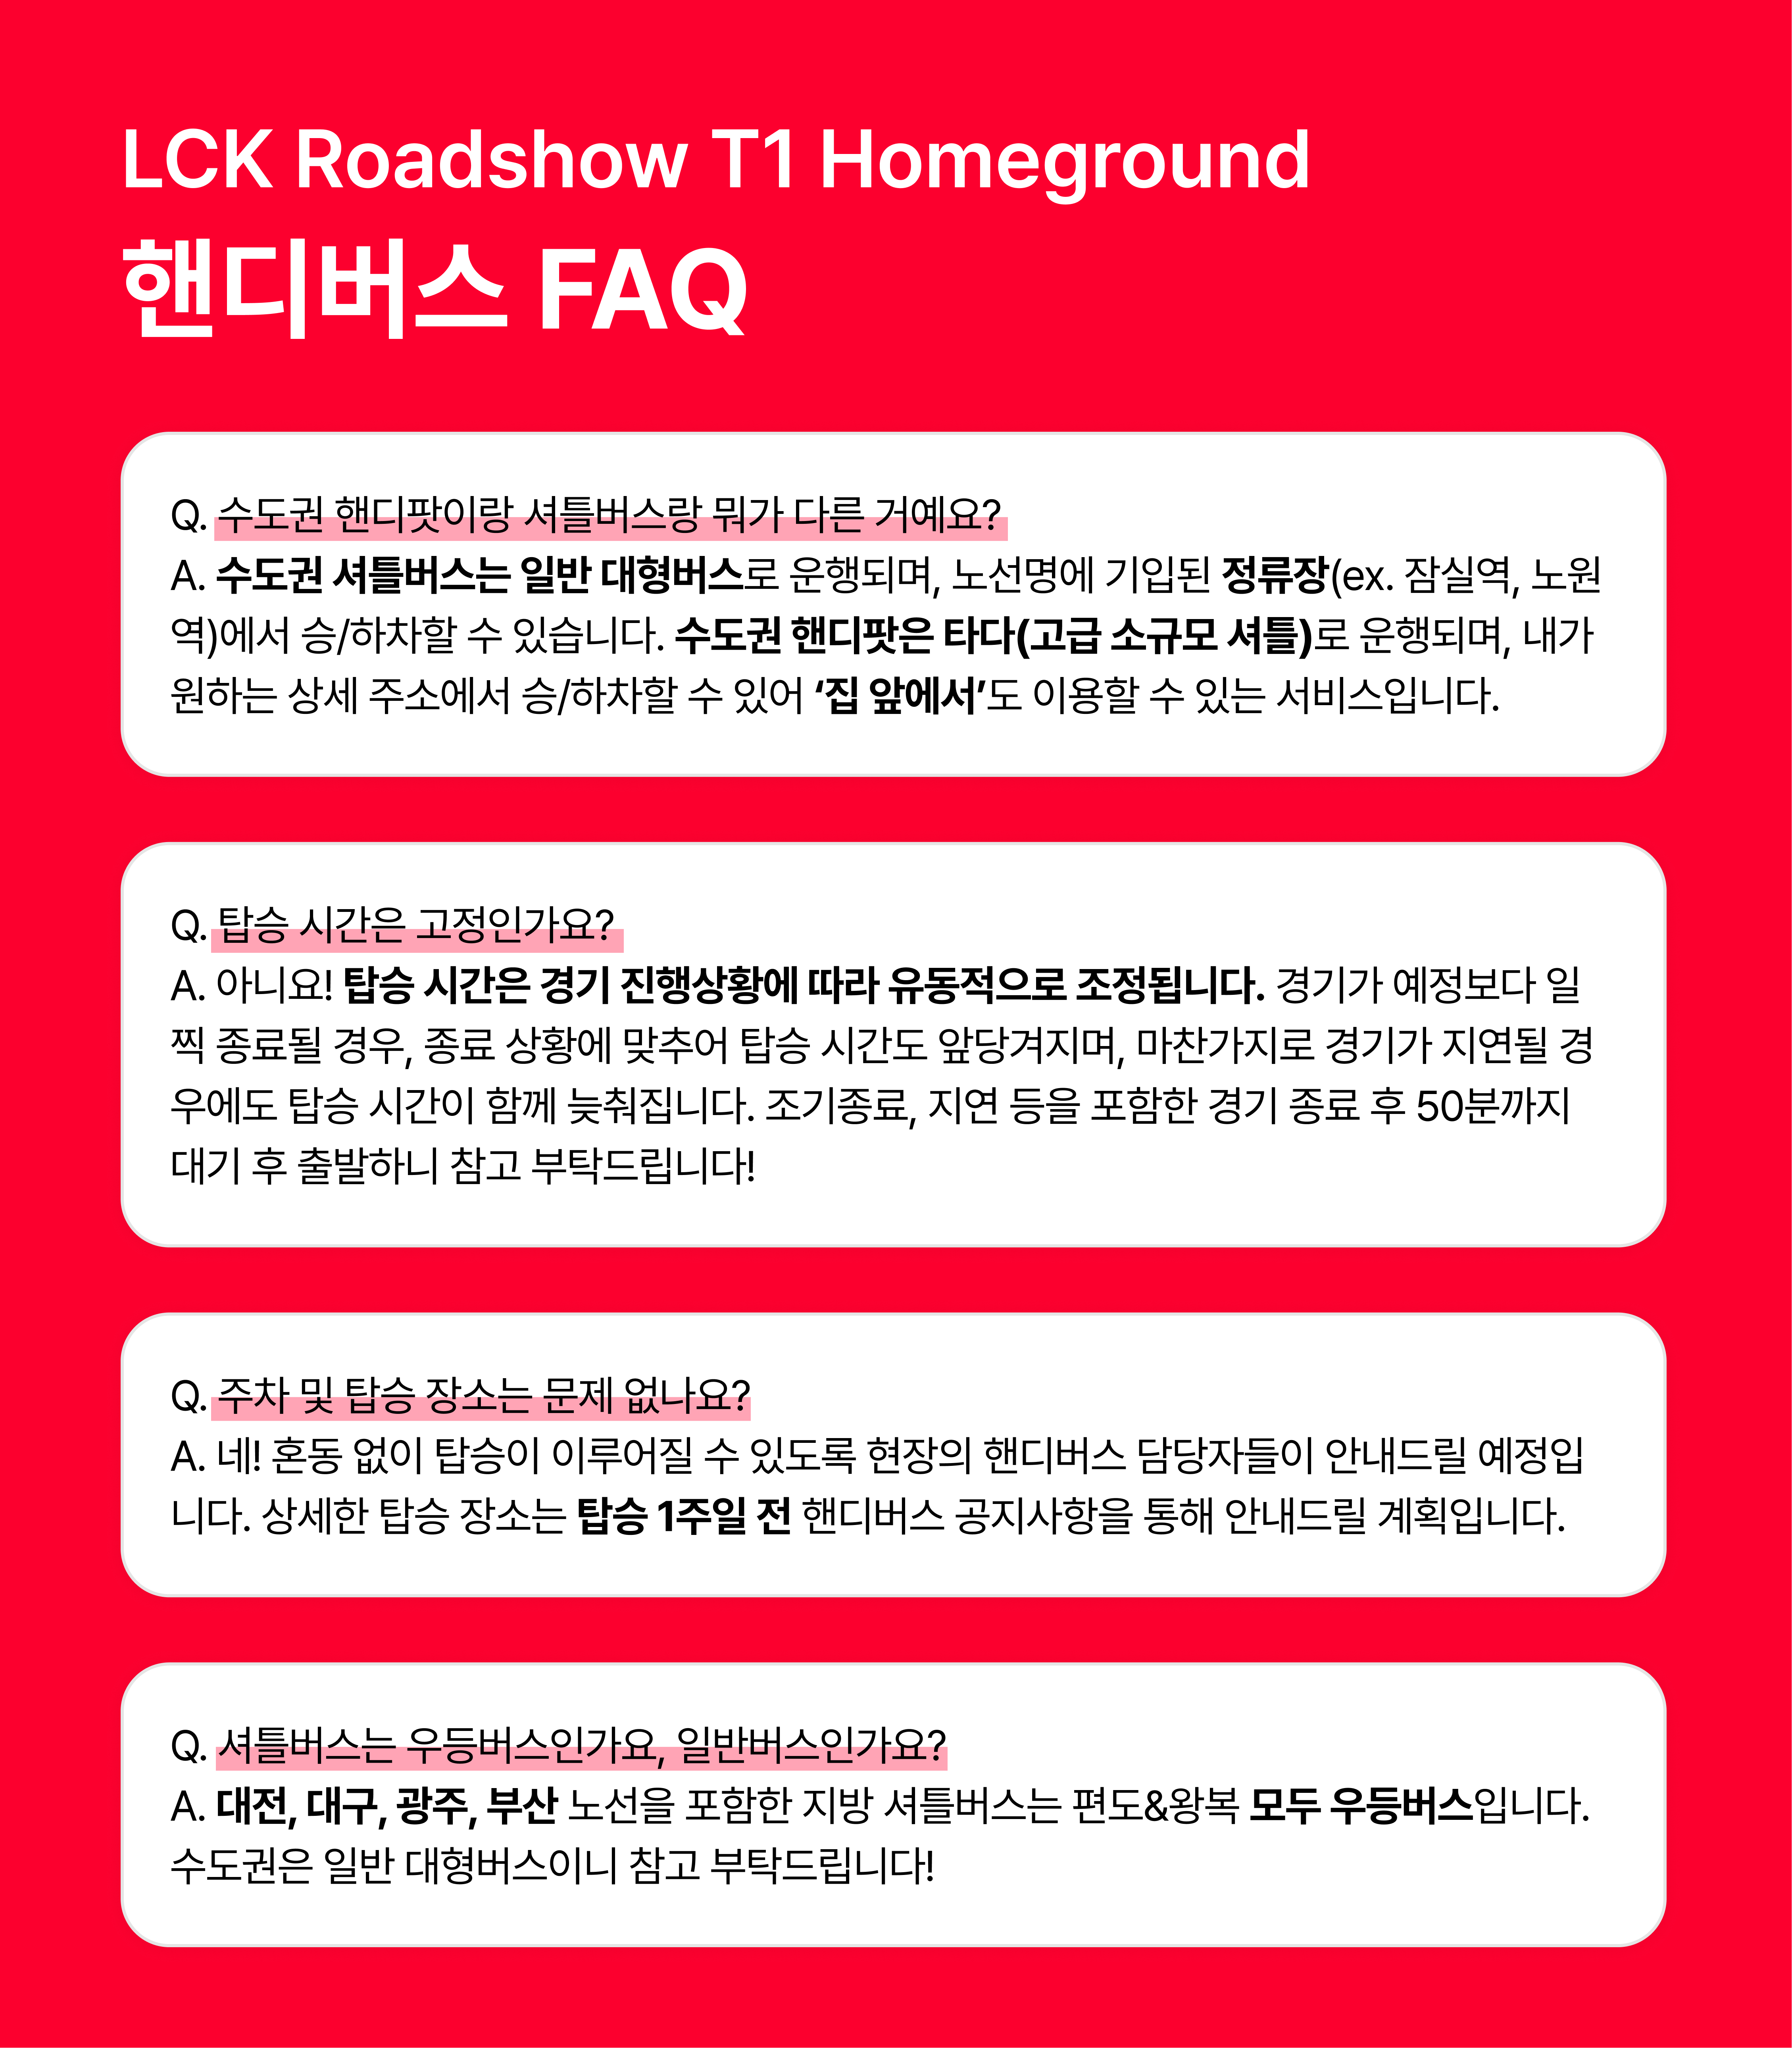 LCK Roadshow T1 Homeground
핸디버스 FAQ
Q. 수도권 핸디팟이랑 셔틀버스랑 뭐가 다른 거예요?
A. 수도권 셔틀버스는 일반 대형버스로 운행되며, 노선명에 기입된 정류장(ex. 잠실역, 노원
역)에서 승/하차할 수 있습니다. 수도권 핸디팟은 타다(고급 소규모 셔틀)로 운행되며, 내가
원하는 상세 주소에서 승/하차할 수 있어 ‘집 앞에서’도 이용할 수 있는 서비스입니다.
Q. 탑승 시간은 고정인가요?
A. 아니요! 탑승 시간은 경기 진행상황에 따라 유동적으로 조정됩니다. 경기가 예정보다 일
찍 종료될 경우, 종료 상황에 맞추어 탑승 시간도 앞당겨지며, 마찬가지로 경기가 지연될 경
우에도 탑승 시간이 함께 늦춰집니다. 조기종료, 지연 등을 포함한 경기 종료 후 50분까지
대기 후 출발하니 참고 부탁드립니다!
Q. 주차 및 탑승 장소는 문제 없나요?
A. 네! 혼동 없이 탑승이 이루어질 수 있도록 현장의 핸디버스 담당자들이 안내드릴 예정입
니다. 상세한 탑승 장소는 탑승 1주일 전 핸디버스 공지사항을 통해 안내드릴 계획입니다.
Q. 셔틀버스는 우등버스인가요, 일반버스인가요?
A. 대전, 대구, 광주, 부산 노선을 포함한 지방 셔틀버스는 편도&왕복 모두 우등버스입니다.
수도권은 일반 대형버스이니 참고 부탁드립니다!